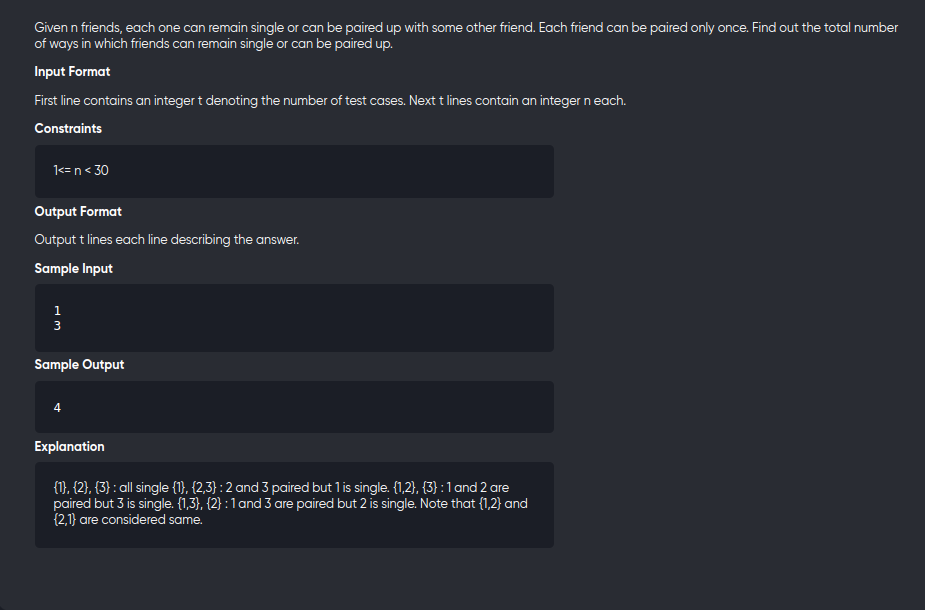 Given n friends, each one can remain single or can be paired up with some other friend. Each friend can be paired only once. Find out the total number
of ways in which friends can remain single or can be paired up.
Input Format
First line contains an integer t denoting the number of test cases. Next t lines contain an integer n each.
Constraints
1<= n < 30
Output Format
Output t lines each line describing the answer.
Sample Input
1
3
Sample Output
4
Explanation
{1}, {2}, {3} : all single {1}, {2,3} : 2 and 3 paired but 1 is single. {1,2}, {3} : 1 and 2 are
paired but 3 is single. {1,3}, {2} : 1 and 3 are paired but 2 is single. Note that {1,2} and
{2,1} are considered same.